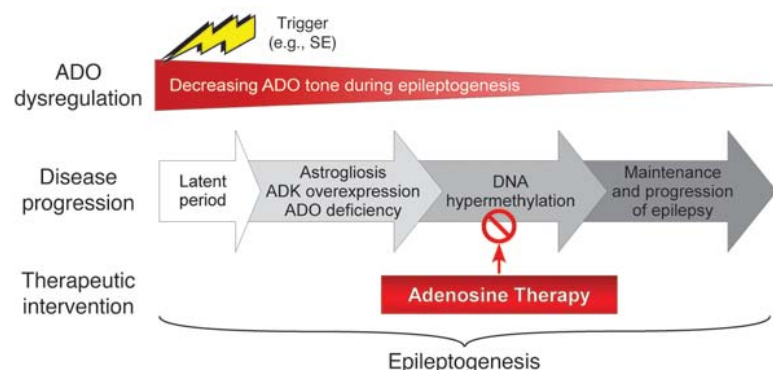 Trigger
(e.g., SE)
ADO
dysregulation
Decreasing ADO tone during epileptogenesis
Disease
progression
Latent
period
Astrogliosis
ADK overexpression
ADO deficiency
DNA
hypermethylation
Maintenance
and progression
of epilepsy
Therapeutic
intervention
Adenosine Therapy
Epileptogenesis